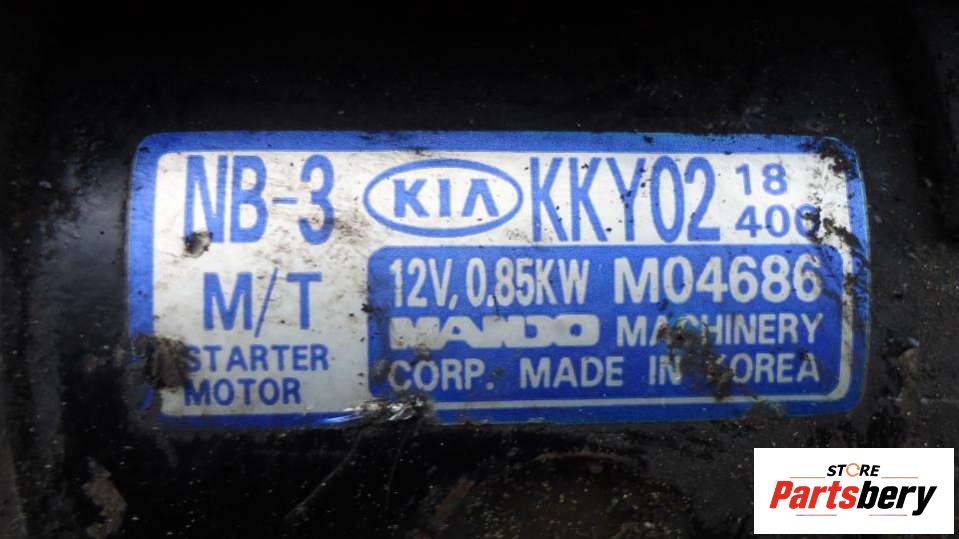 NB-3 KIA KKY02 18 400
M/T
STARTER
MOTOR
12V, 0.85KW M04686
MANDO MACHINERY
CORP. MADE IN KOREA
STORE
Partsbery